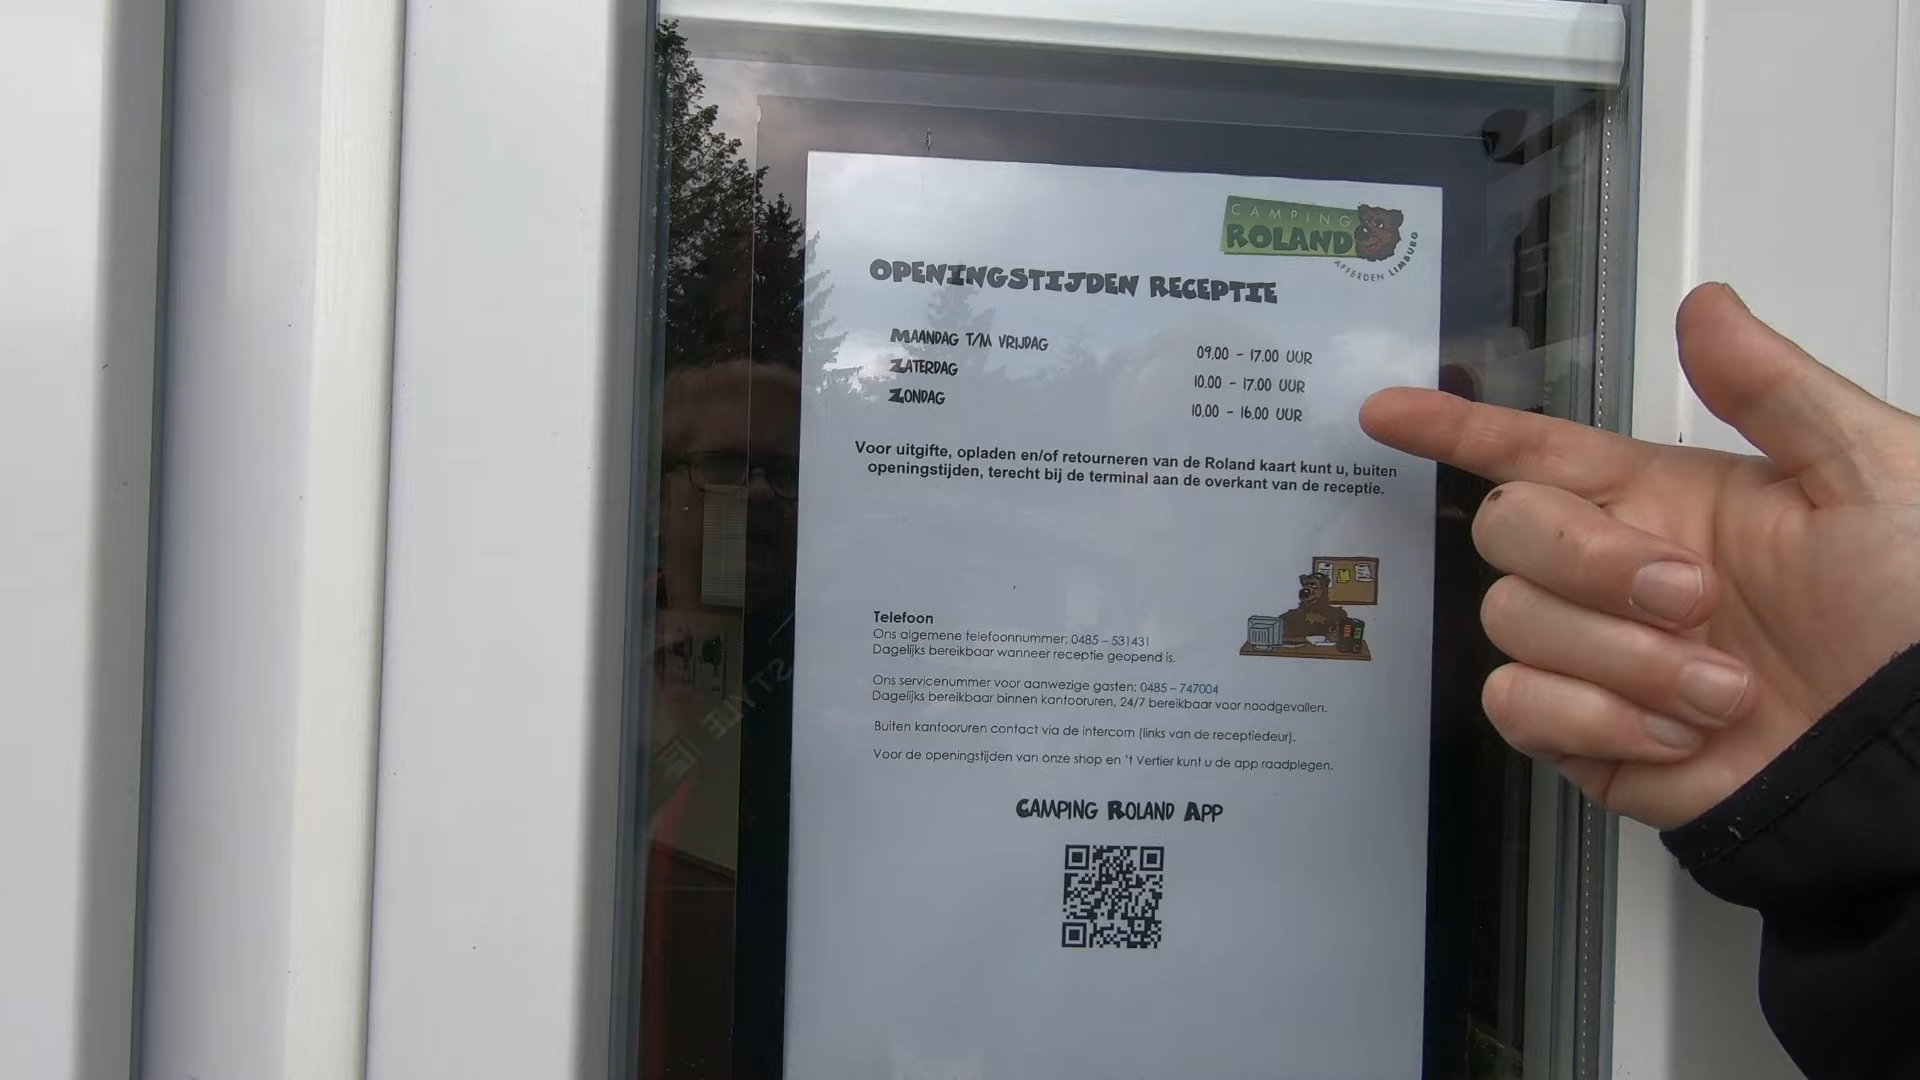 CAMPING
ROLAND
AFFERDEN LIMBURG
OPENINGSTIJDEN RECEPTIE
MAANDAG T/M VRIJDAG 09.00 - 17.00 UUR
ZATERDAG 10.00 - 17.00 UUR
ZONDAG 10.00 - 16.00 UUR
Voor uitgifte, opladen en/of retourneren van de Roland kaart kunt u, buiten
openingstijden, terecht bij de terminal aan de overkant van de receptie.
Telefoon
Ons algemene telefoonnummer: 0485 – 531431
Dagelijks bereikbaar wanneer receptie geopend is.
Ons servicenummer voor aanwezige gasten: 0485 – 747004
Dagelijks bereikbaar binnen kantooruren, 24/7 bereikbaar voor noodgevallen.
Buiten kantooruren contact via de intercom (links van de receptiedeur).
Voor de openingstijden van onze shop en 't Vertier kunt u de app raadplegen.
CAMPING ROLAND APP